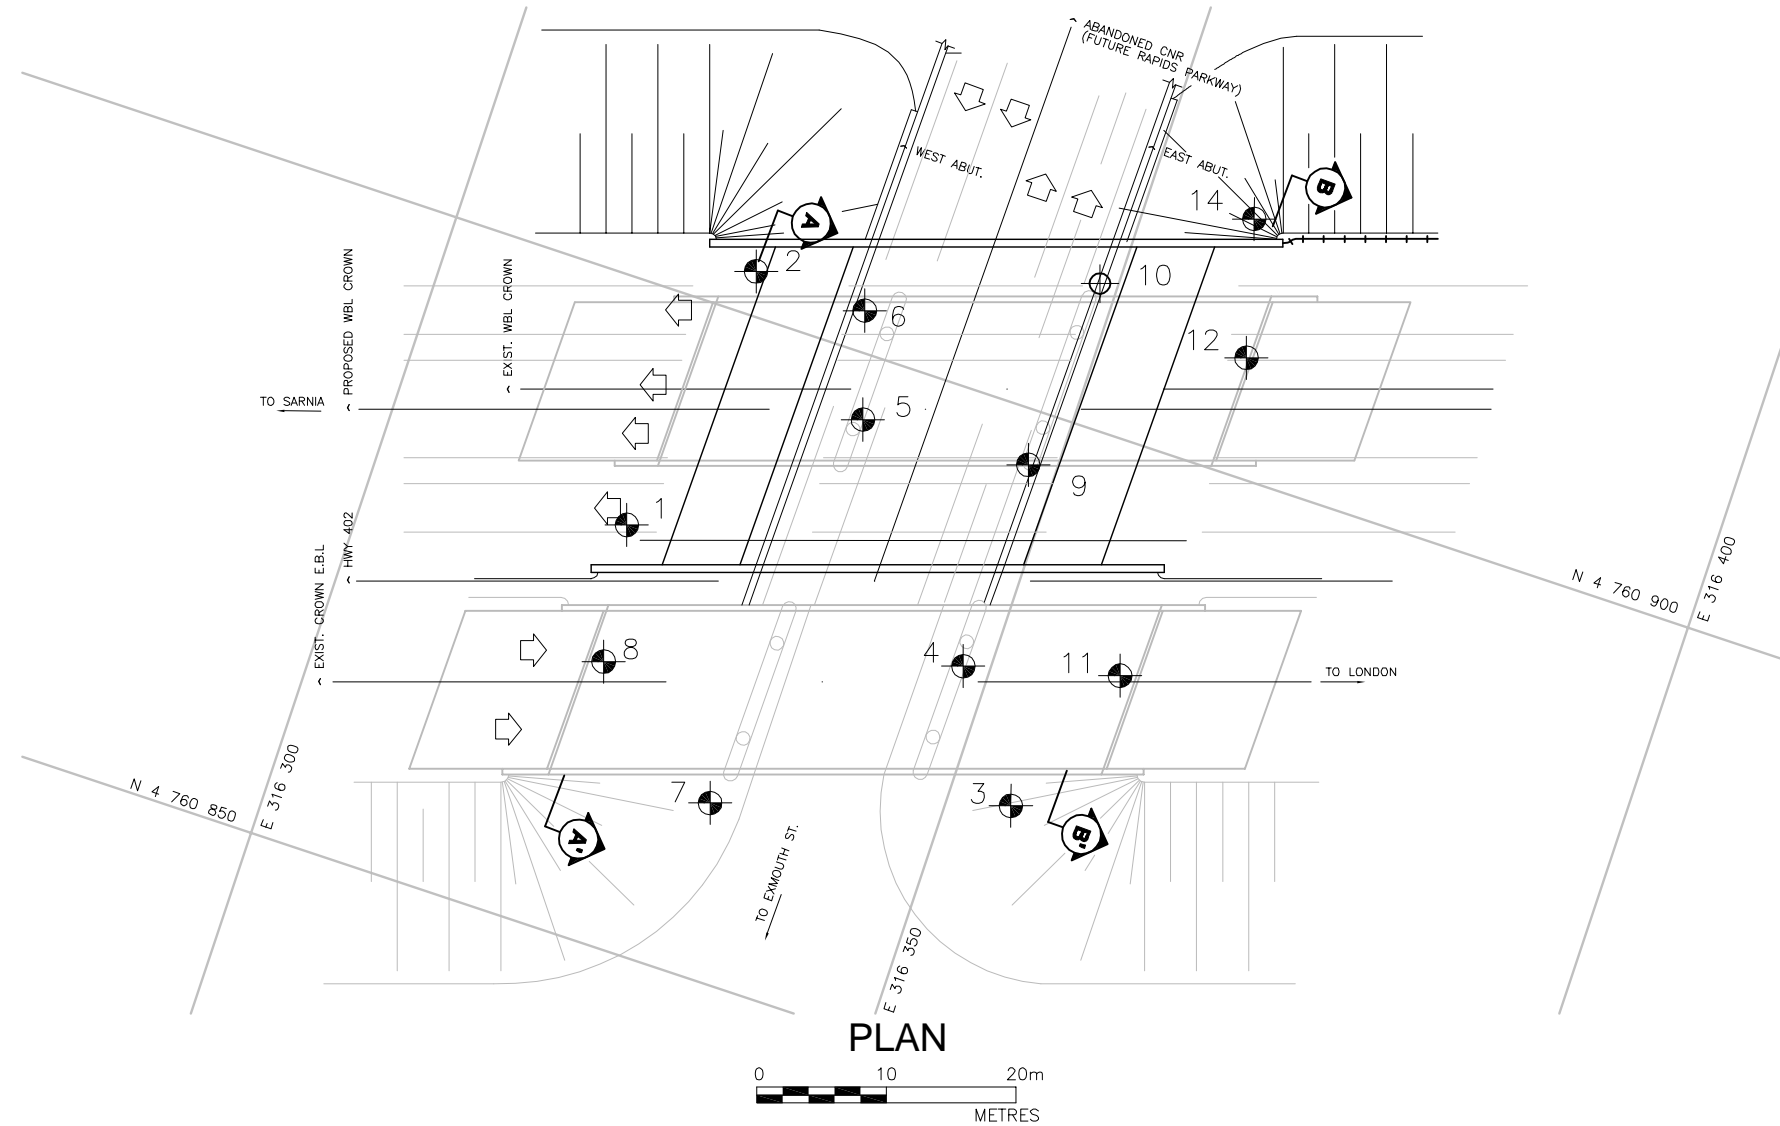 ABANDONED CNR
(FUTURE RAPIDS PARKWAY)
WEST ABUT.
EAST ABUT.
14
B
A
2
10
6
12
PROPOSED WBL CROWN
EXIST. WBL CROWN
TO SARNIA
5
9
1
HWY 402
EXIST. CROWN E.B.L
N 4 760 900
E 316 400
8
4
11
TO LONDON
E 316 300
N 4 760 850
7
3
A'
B'
TO EXMOUTH ST.
E 316 350
PLAN
0 10 20m
METRES